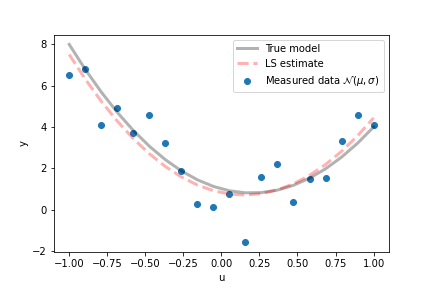 True model
LS estimate
Measured data 𝒩(μ, σ)
y
8
6
4
2
0
−2
−1.00 −0.75 −0.50 −0.25 0.00 0.25 0.50 0.75 1.00
u